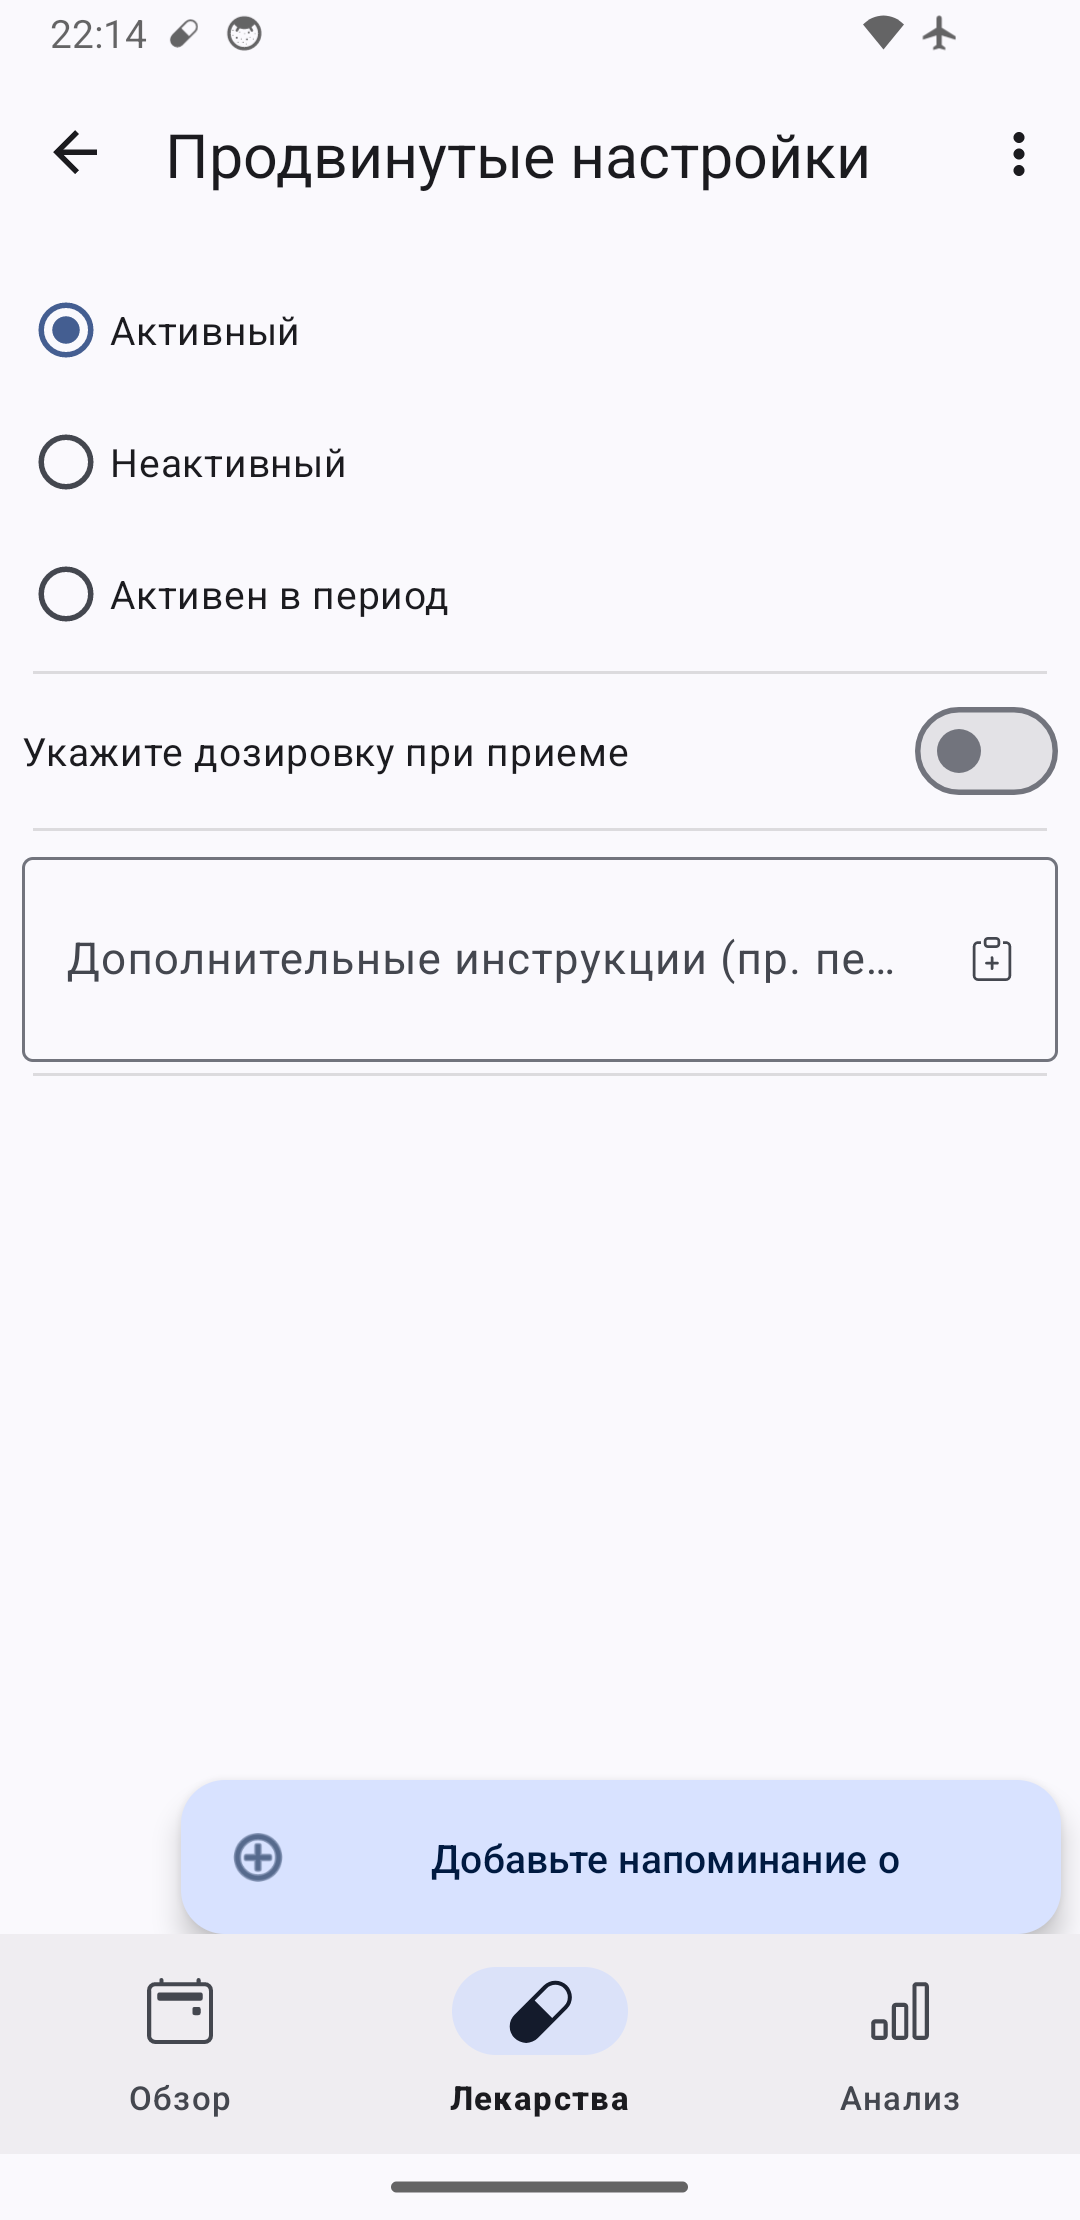 22:14
Продвинутые настройки
Активный
Неактивный
Активен в период
Укажите дозировку при приеме
Дополнительные инструкции (пр. пе…
Добавьте напоминание о
Обзор
Лекарства
Анализ